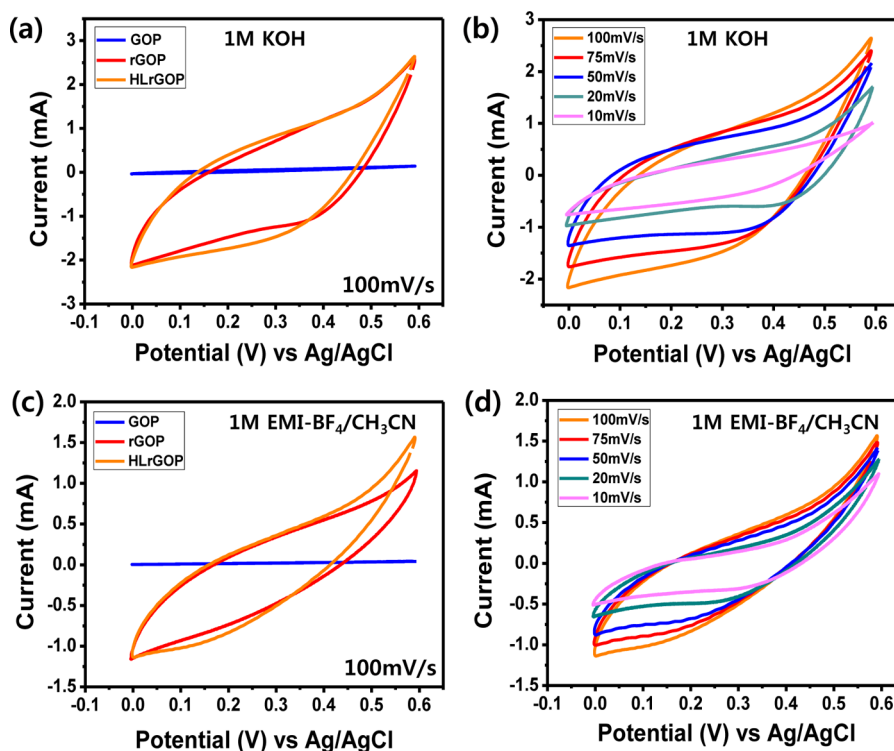 (a)
1M KOH
GOP
rGOP
HLrGOP
3
2
1
0
-1
-2
-3
Current (mA)
100mV/s
-0.1 0.0 0.1 0.2 0.3 0.4 0.5 0.6
Potential (V) vs Ag/AgCl
(b)
1M KOH
100mV/s
75mV/s
50mV/s
20mV/s
10mV/s
3
2
1
0
-1
-2
Current (mA)
0.0 0.1 0.2 0.3 0.4 0.5 0.6
Potential (V) vs Ag/AgCl
(c)
1M EMI-BF₄/CH₃CN
GOP
rGOP
HLrGOP
2.0
1.5
1.0
0.5
0.0
-0.5
-1.0
-1.5
Current (mA)
100mV/s
-0.1 0.0 0.1 0.2 0.3 0.4 0.5 0.6
Potential (V) vs Ag/AgCl
(d)
1M EMI-BF₄/CH₃CN
100mV/s
75mV/s
50mV/s
20mV/s
10mV/s
2.0
1.5
1.0
0.5
0.0
-0.5
-1.0
-1.5
Current (mA)
-0.1 0.0 0.1 0.2 0.3 0.4 0.5 0.6
Potential (V) vs Ag/AgCl